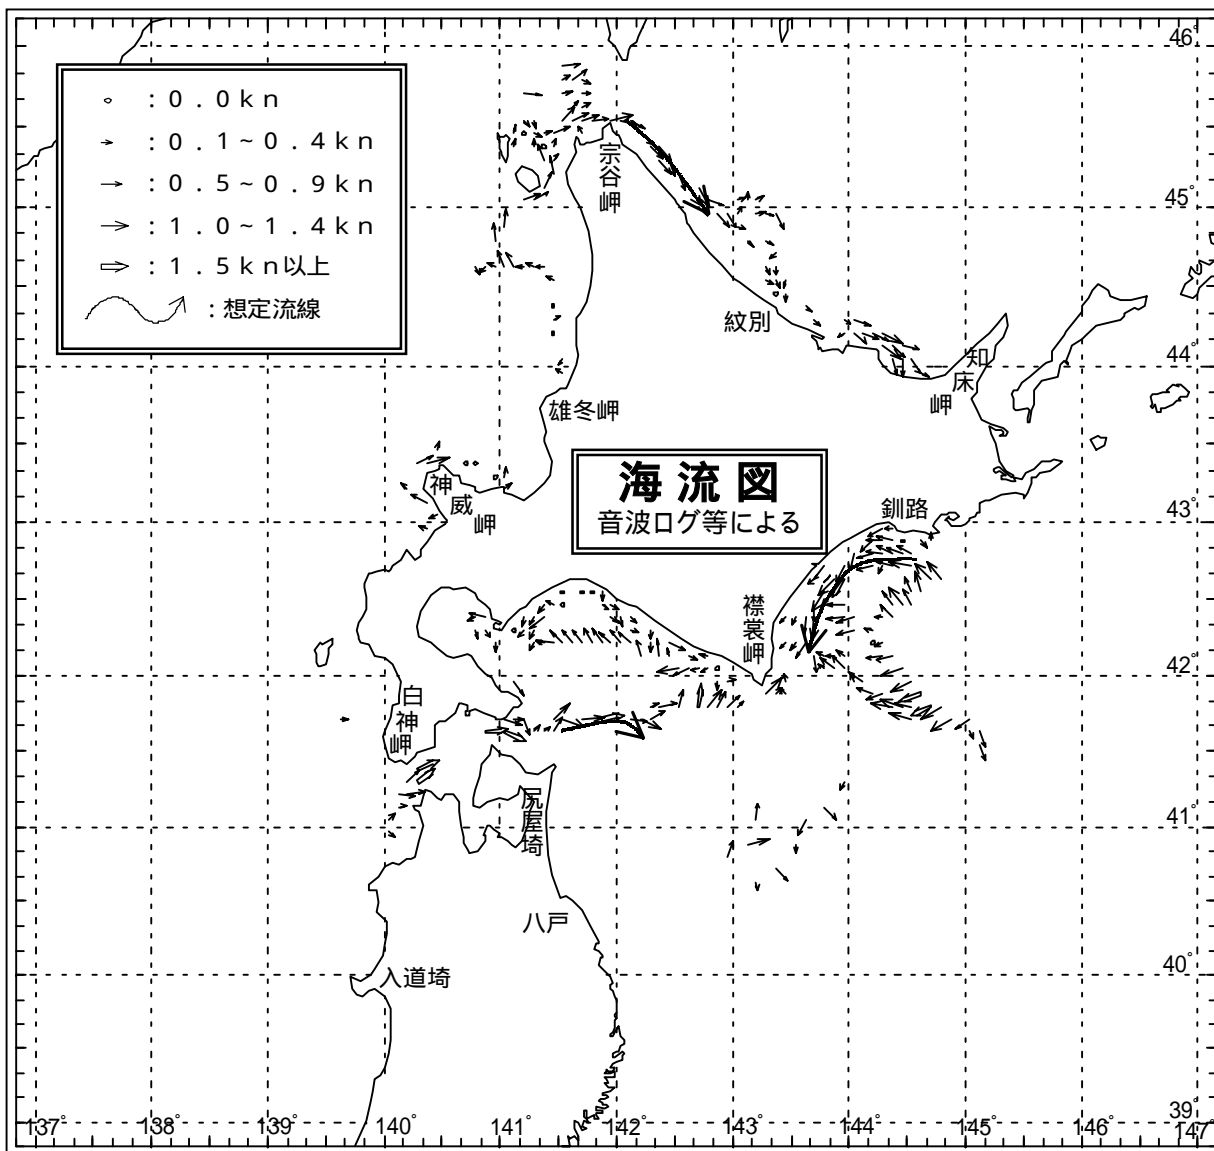 ：０．０ｋｎ
：０．１~０．４ｋｎ
：０．５~０．９ｋｎ
：１．０~１．４ｋｎ
：１．５ｋｎ以上
：想定流線
46°
45°
44°
43°
42°
41°
40°
39°
宗谷岬
紋別
知床岬
雄冬岬
海流図
音波ログ等による
神威岬
釧路
襟裳岬
白神岬
尻屋埼
八戸
入道埼
137°
138°
139°
140°
141°
142°
143°
144°
145°
146°
147°